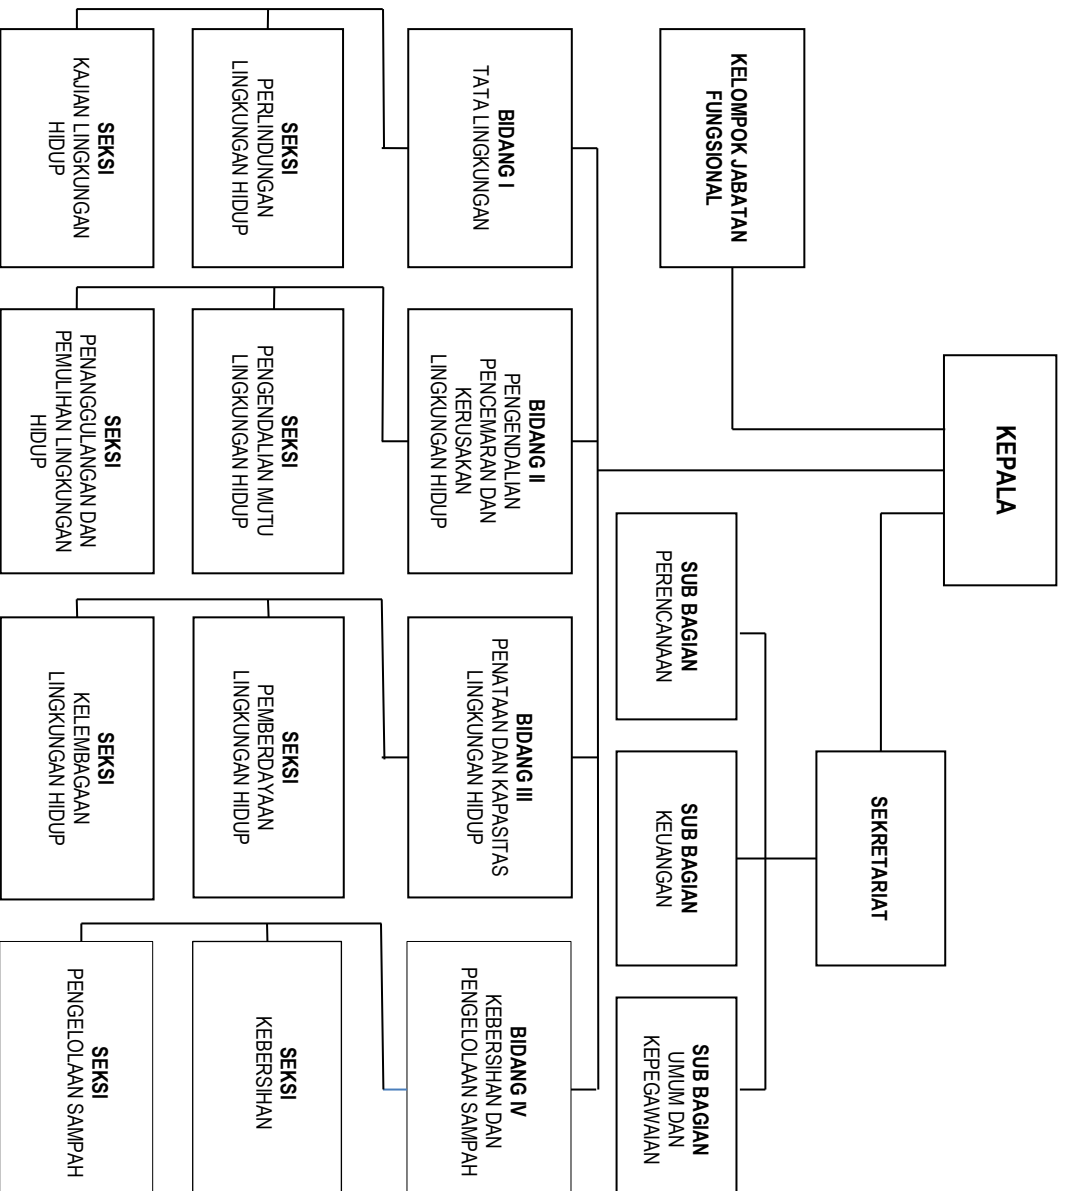 KEPALA
KELOMPOK JABATAN
FUNGSIONAL
SEKRETARIAT
SUB BAGIAN
PERENCANAAN
SUB BAGIAN
KEUANGAN
SUB BAGIAN
UMUM DAN
KEPEGAWAIAN
BIDANG I
TATA LINGKUNGAN
BIDANG II
PENGENDALIAN
PENCEMARAN DAN
KERUSAKAN
LINGKUNGAN HIDUP
BIDANG III
PENATAAN DAN KAPASITAS
LINGKUNGAN HIDUP
BIDANG IV
KEBERSIHAN DAN
PENGELOLAAN SAMPAH
SEKSI
PERLINDUNGAN
LINGKUNGAN HIDUP
SEKSI
PENGENDALIAN MUTU
LINGKUNGAN HIDUP
SEKSI
PEMBERDAYAAN
LINGKUNGAN HIDUP
SEKSI
KEBERSIHAN
SEKSI
KAJIAN LINGKUNGAN
HIDUP
SEKSI
PENANGGULANGAN DAN
PEMULIHAN LINGKUNGAN
HIDUP
SEKSI
KELEMBAGAAN
LINGKUNGAN HIDUP
SEKSI
PENGELOLAAN SAMPAH